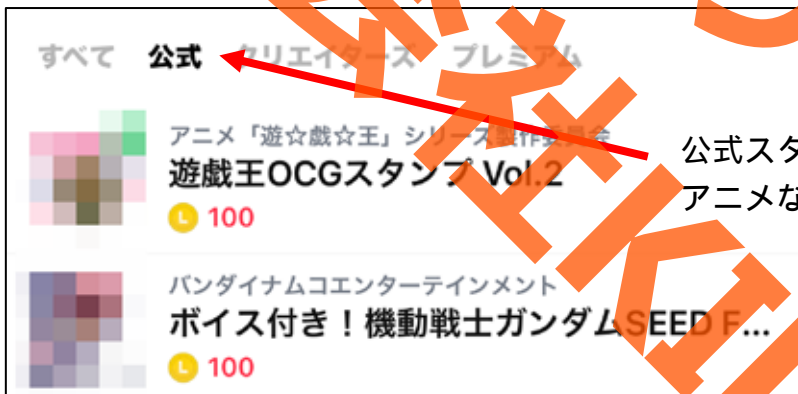 すべて 公式 クリエイターズ プレミアム
アニメ「遊☆戯☆王」シリーズ製作委員会
遊戯王OCGスタンプ Vol.2
L 100
公式スタ
アニメな
バンダイナムコエンターテインメント
ボイス付き！機動戦士ガンダムSEED F...
L 100
社KI